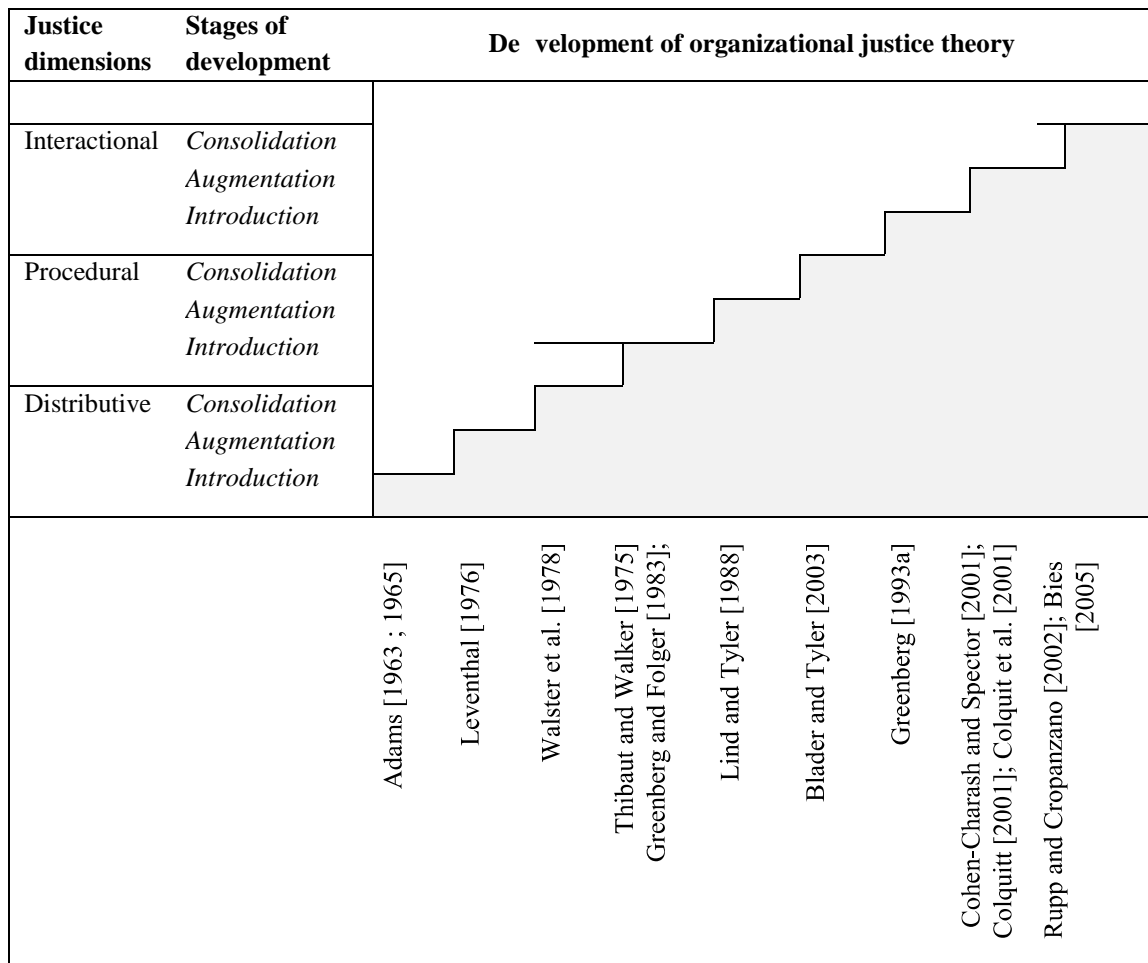 Justice dimensions
Stages of development
De velopment of organizational justice theory
Interactional Consolidation
Augmentation
Introduction
Procedural Consolidation
Augmentation
Introduction
Distributive Consolidation
Augmentation
Introduction
Adams [1963 ; 1965]
Leventhal [1976]
Walster et al. [1978]
Thibaut and Walker [1975]
Greenberg and Folger [1983];
Lind and Tyler [1988]
Blader and Tyler [2003]
Greenberg [1993a]
Cohen-Charash and Spector [2001];
Colquitt [2001]; Colquit et al. [2001]
Rupp and Cropanzano [2002]; Bies
[2005]